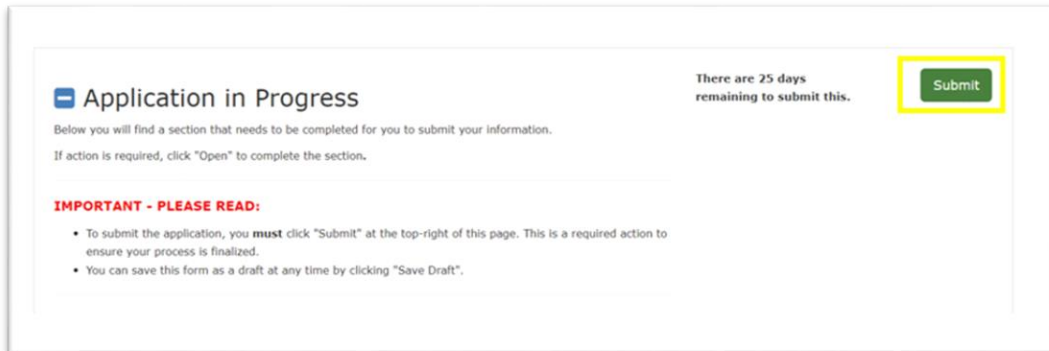 Application in Progress
There are 25 days
remaining to submit this.
Submit
Below you will find a section that needs to be completed for you to submit your information.
If action is required, click "Open" to complete the section.
IMPORTANT - PLEASE READ:
• To submit the application, you must click "Submit" at the top-right of this page. This is a required action to
ensure your process is finalized.
• You can save this form as a draft at any time by clicking "Save Draft".